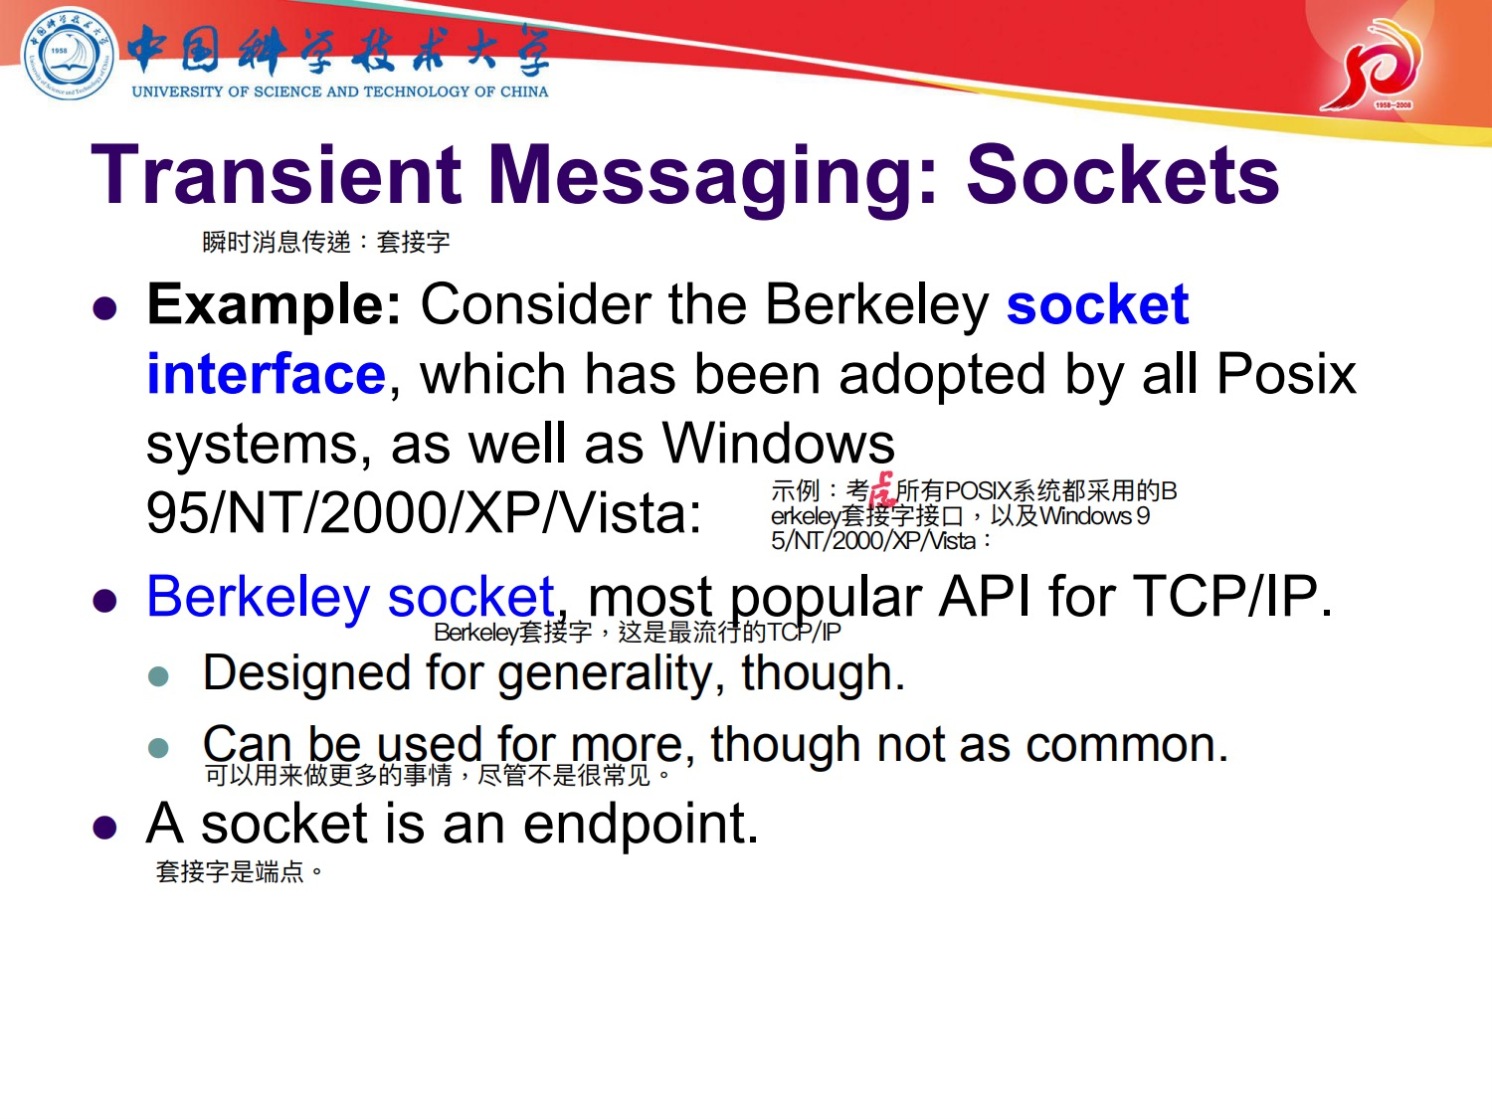 中国科学技术大学
UNIVERSITY OF SCIENCE AND TECHNOLOGY OF CHINA
1958
1958—2008
Transient Messaging: Sockets
瞬时消息传递：套接字
Example: Consider the Berkeley socket
interface, which has been adopted by all Posix
systems, as well as Windows
95/NT/2000/XP/Vista:
示例：考虑所有POSIX系统都采用的B
erkeley套接字接口，以及Windows 9
5/NT/2000/XP/Vista：
Berkeley socket, most popular API for TCP/IP.
Berkeley套接字，这是最流行的TCP/IP
Designed for generality, though.
Can be used for more, though not as common.
可以用来做更多的事情，尽管不是很常见。
A socket is an endpoint.
套接字是端点。